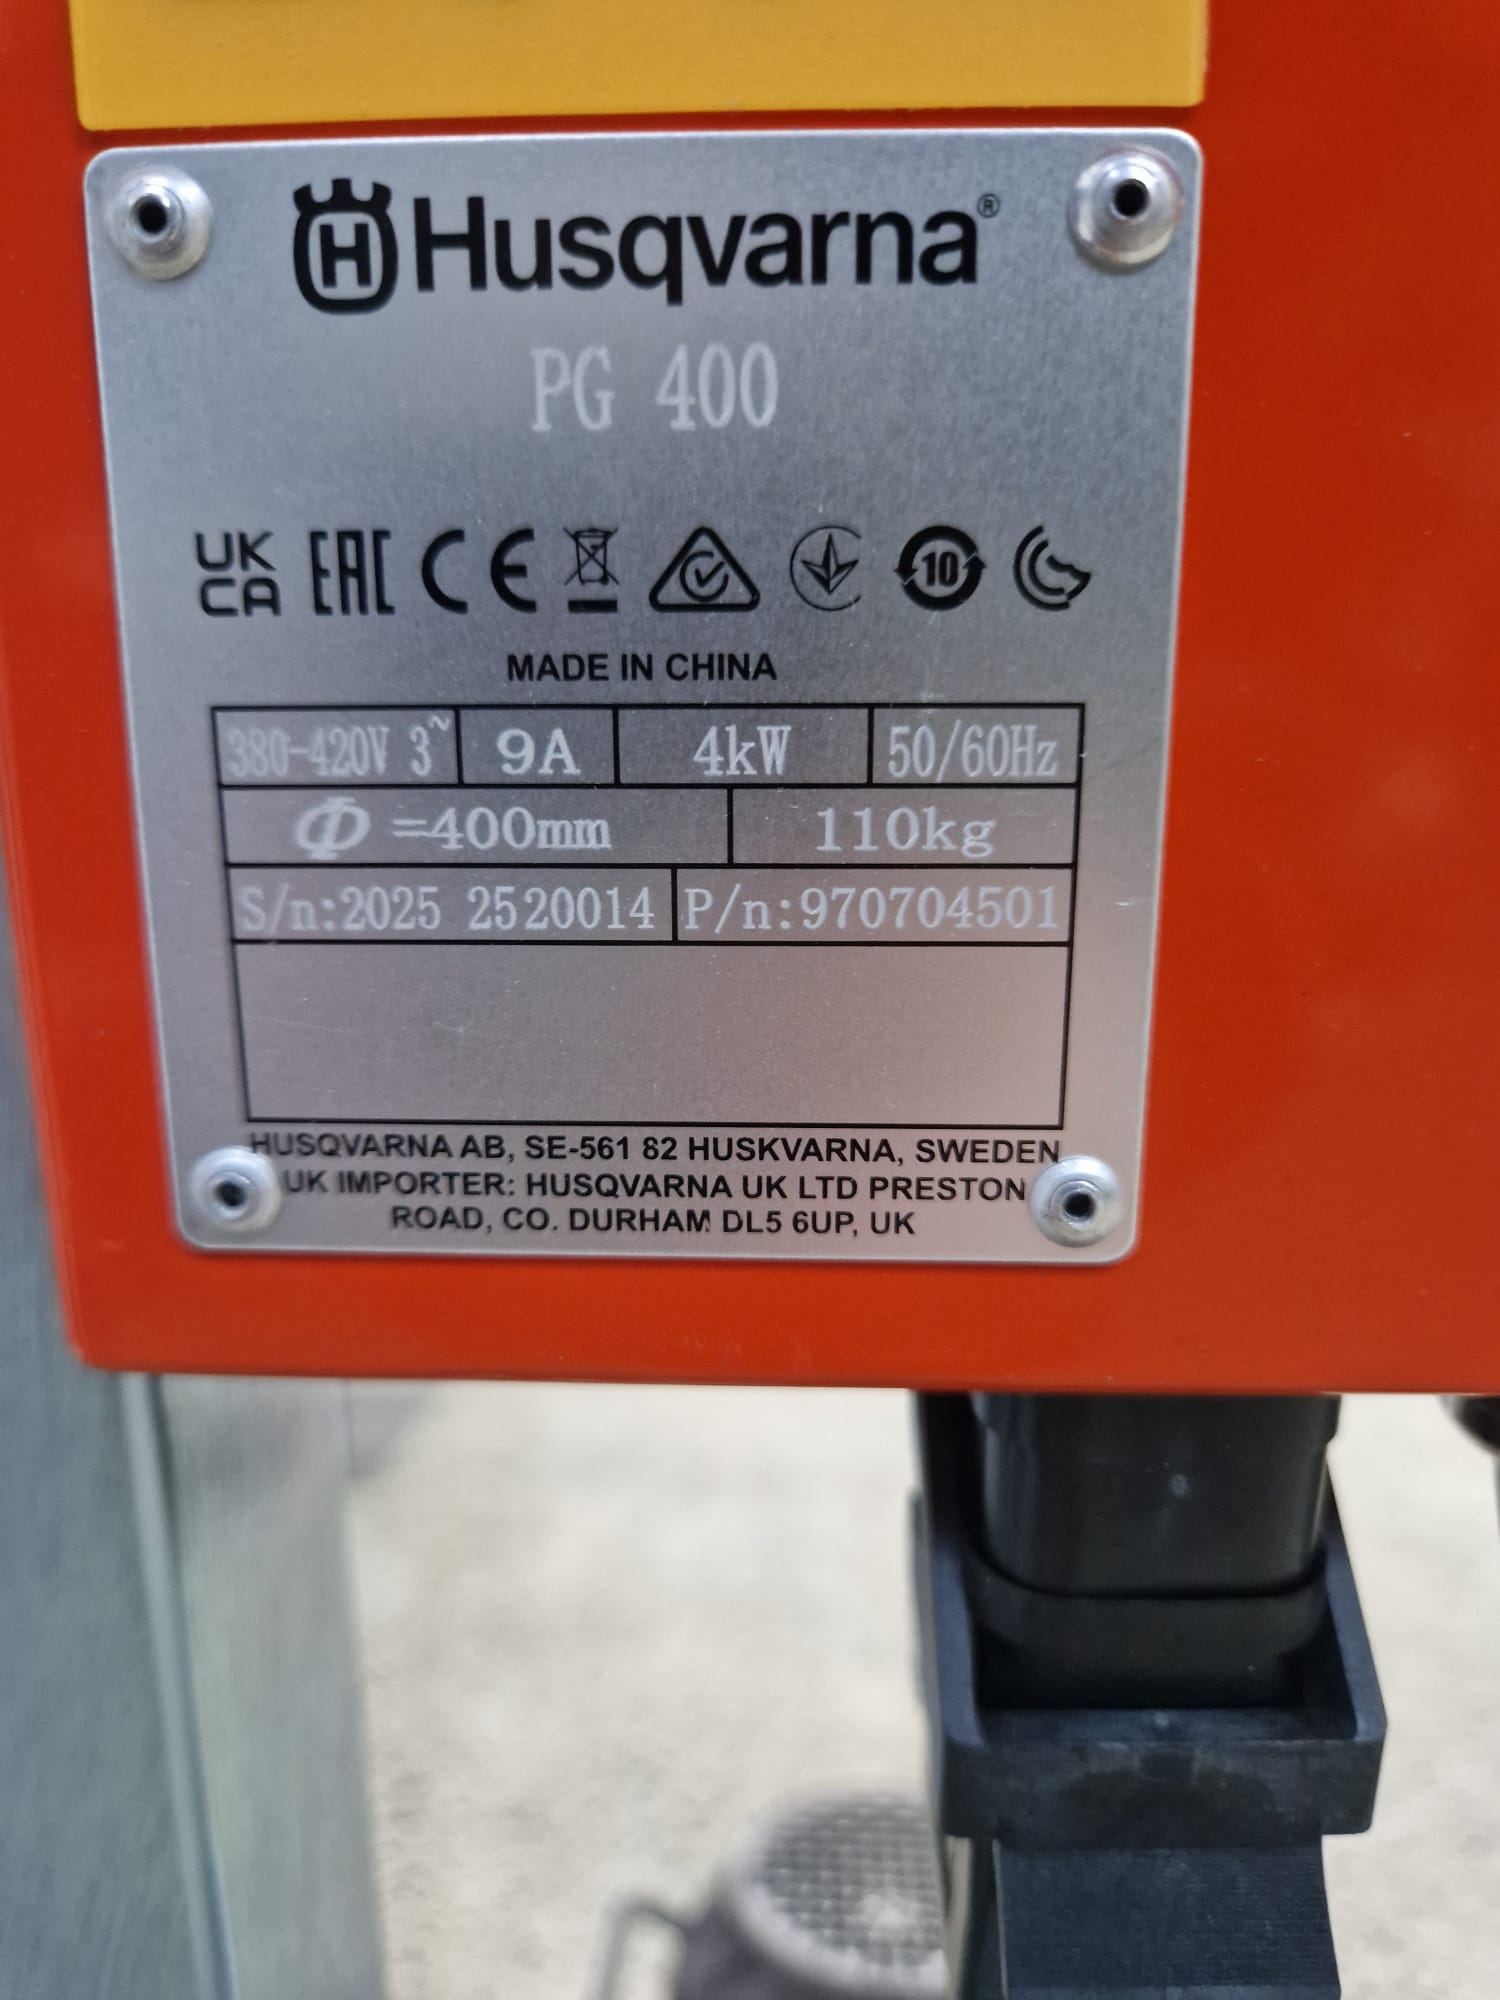 Husqvarna®
PG 400
UK CA EAC CE 10
MADE IN CHINA
380-420V 3~ 9A 4kW 50/60Hz
Φ=400mm 110kg
S/n:2025 2520014 P/n:970704501
HUSQVARNA AB, SE-561 82 HUSKVARNA, SWEDEN
UK IMPORTER: HUSQVARNA UK LTD PRESTON
ROAD, CO. DURHAM DL5 6UP, UK